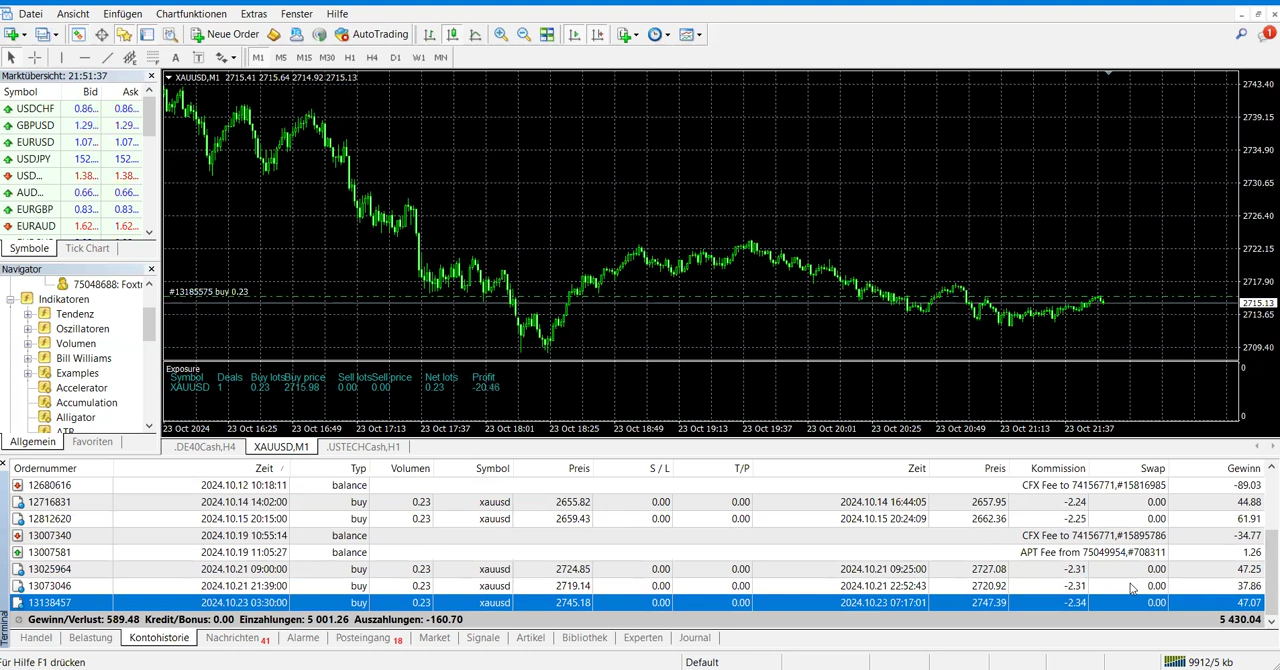 Datei Ansicht Einfügen Chartfunktionen Extras Fenster Hilfe
New Order AutoTrading 1
A T M1 M5 M15 M30 H1 H4 D1 W1 MN
Marktübersicht: 21:51:37
Symbol Bid Ask
USDCHF 0.86... 0.86...
GBPUSD 1.29... 1.29...
EURUSD 1.07... 1.07...
USDJPY 152.... 152....
USD... 1.38... 1.38...
AUD... 0.66... 0.66...
EURGBP 0.83... 0.83...
EURAUD 1.62... 1.62...
Symbole Tick Chart
Navigator
75048688: Foxtr
Indikatoren
Tendenz
Oszillatoren
Volumen
Bill Williams
Examples
Accelerator
Accumulation
Alligator
ATR
Allgemein Favoriten
XAUUSD,M1 2715.41 2715.64 2714.92 2715.13
2743.40
2739.15
2734.90
2730.65
2726.40
2722.15
2717.90
#13185575 buy 0.23
2715.13
2713.65
2709.40
Exposure
Symbol Deals Buy lots Buy price Sell lots Sell price Net lots Profit
XAUUSD 1 0.23 2715.98 0.00 0.00 0.23 -20.46
0
0
23 Oct 2024 23 Oct 16:25 23 Oct 16:49 23 Oct 17:13 23 Oct 17:37 23 Oct 18:01 23 Oct 18:25 23 Oct 18:49 23 Oct 19:13 23 Oct 19:37 23 Oct 20:01 23 Oct 20:25 23 Oct 20:49 23 Oct 21:13 23 Oct 21:37
.DE40Cash,H4 XAUUSD,M1 .USTECHCash,H1
Ordernummer Zeit Typ Volumen Symbol Preis S / L T/P Zeit Preis Kommission Swap Gewinn
12680616 2024.10.12 10:18:11 balance CFX Fee to 74156771,#15816985 -89.03
12716831 2024.10.14 14:02:00 buy 0.23 xauusd 2655.82 0.00 0.00 2024.10.14 16:44:05 2657.95 -2.24 0.00 44.88
12812620 2024.10.15 20:15:00 buy 0.23 xauusd 2659.43 0.00 0.00 2024.10.15 20:24:09 2662.36 -2.25 0.00 61.91
13007340 2024.10.19 10:55:14 balance CFX Fee to 74156771,#15895786 -34.77
13007581 2024.10.19 11:05:27 balance APT Fee from 75049954,#708311 1.26
13025964 2024.10.21 09:00:00 buy 0.23 xauusd 2724.85 0.00 0.00 2024.10.21 09:25:00 2727.08 -2.31 0.00 47.25
13073046 2024.10.21 21:39:00 buy 0.23 xauusd 2719.14 0.00 0.00 2024.10.21 22:52:43 2720.92 -2.31 0.00 37.86
13138457 2024.10.23 03:30:00 buy 0.23 xauusd 2745.18 0.00 0.00 2024.10.23 07:17:01 2747.39 -2.34 0.00 47.07
Gewinn/Verlust: 589.48 Kredit/Bonus: 0.00 Einzahlungen: 5 001.26 Auszahlungen: -160.70 5 430.04
Terminal
Handel Belastung Kontohistorie Nachrichten 41 Alarme Posteingang 18 Market Signale Artikel Bibliothek Experten Journal
Für Hilfe F1 drücken Default 9912/5 kb